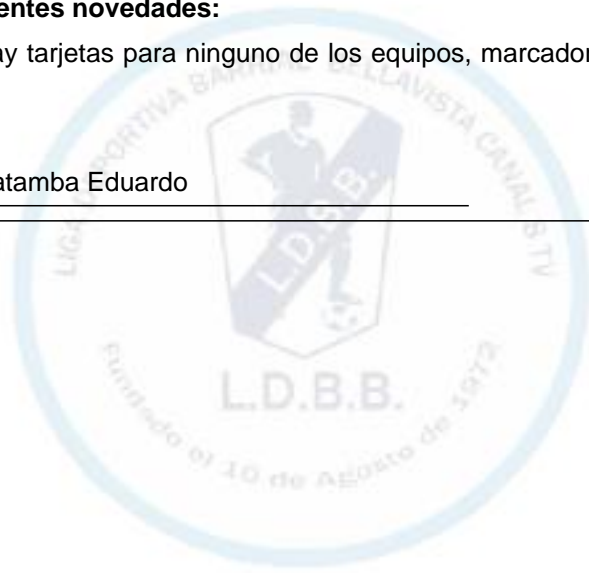 entes novedades:
ay tarjetas para ninguno de los equipos, marcador
atamba Eduardo
LIGA DEPORTIVA BARRIAL BELLAVISTA CANAL 8 TV
L.D.B.B.
L.D.B.B.
Fundado el 10 de Agosto de 1972